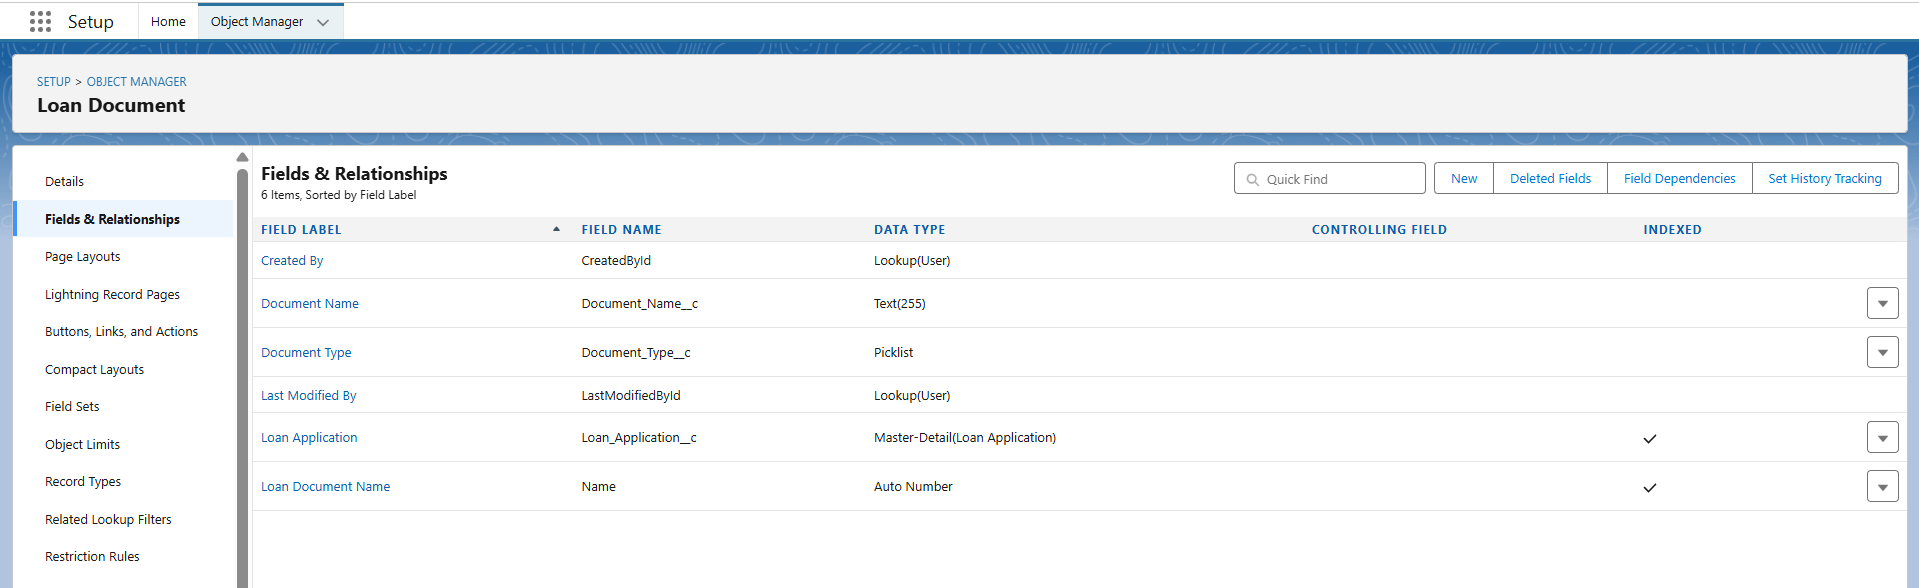 Setup
Home
Object Manager
SETUP > OBJECT MANAGER
Loan Document
Details
Fields & Relationships
Page Layouts
Lightning Record Pages
Buttons, Links, and Actions
Compact Layouts
Field Sets
Object Limits
Record Types
Related Lookup Filters
Restriction Rules
Fields & Relationships
6 Items, Sorted by Field Label
Quick Find
New
Deleted Fields
Field Dependencies
Set History Tracking
FIELD LABEL FIELD NAME DATA TYPE CONTROLLING FIELD INDEXED
Created By CreatedById Lookup(User)
Document Name Document_Name__c Text(255)
Document Type Document_Type__c Picklist
Last Modified By LastModifiedById Lookup(User)
Loan Application Loan_Application__c Master-Detail(Loan Application)
Loan Document Name Name Auto Number